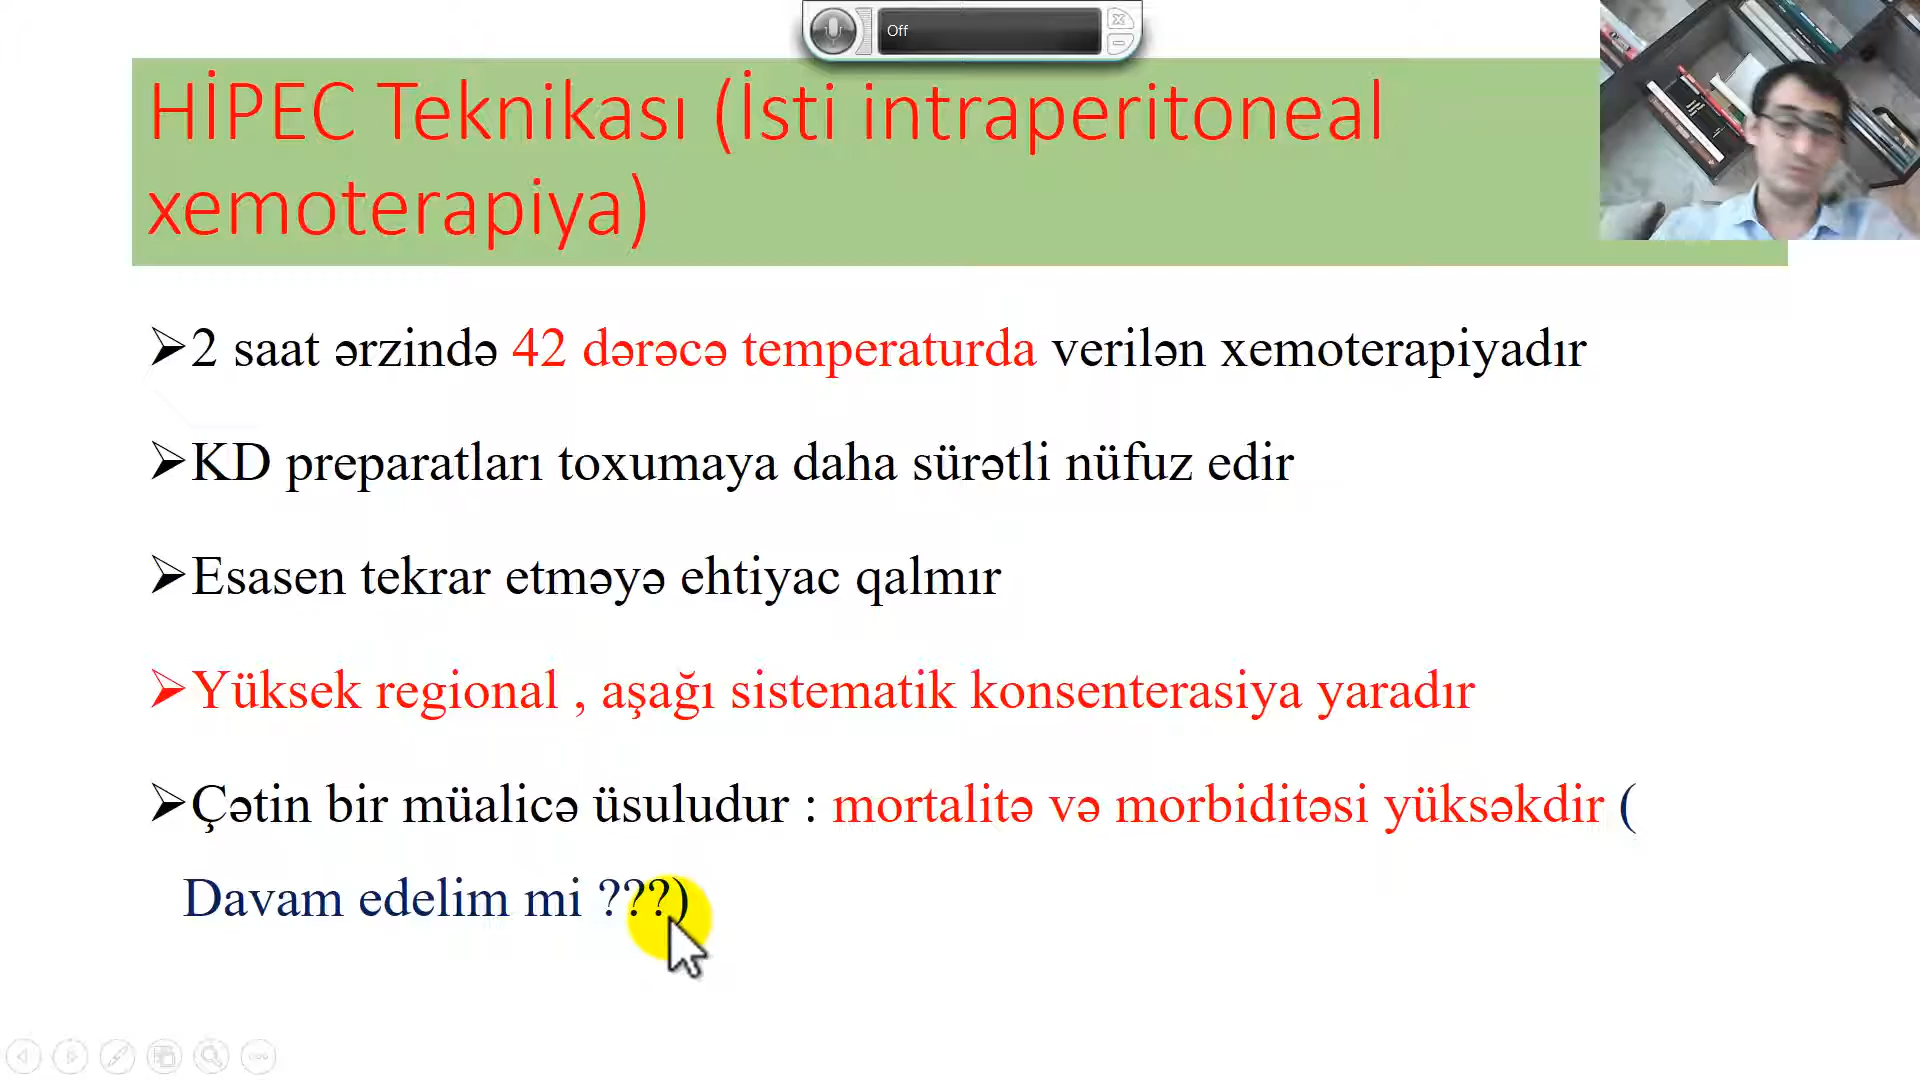 Off
HİPEC Teknikası (İsti intraperitoneal
xemoterapiya)
➢2 saat ərzində 42 dərəcə temperaturda verilən xemoterapiyadır
➢KD preparatları toxumaya daha sürətli nüfuz edir
➢Esasen tekrar etməyə ehtiyac qalmır
➢Yüksek regional , aşağı sistematik konsenterasiya yaradır
➢Çətin bir müalicə üsuludur : mortalitə və morbiditəsi yüksəkdir (
Davam edelim mi ???)